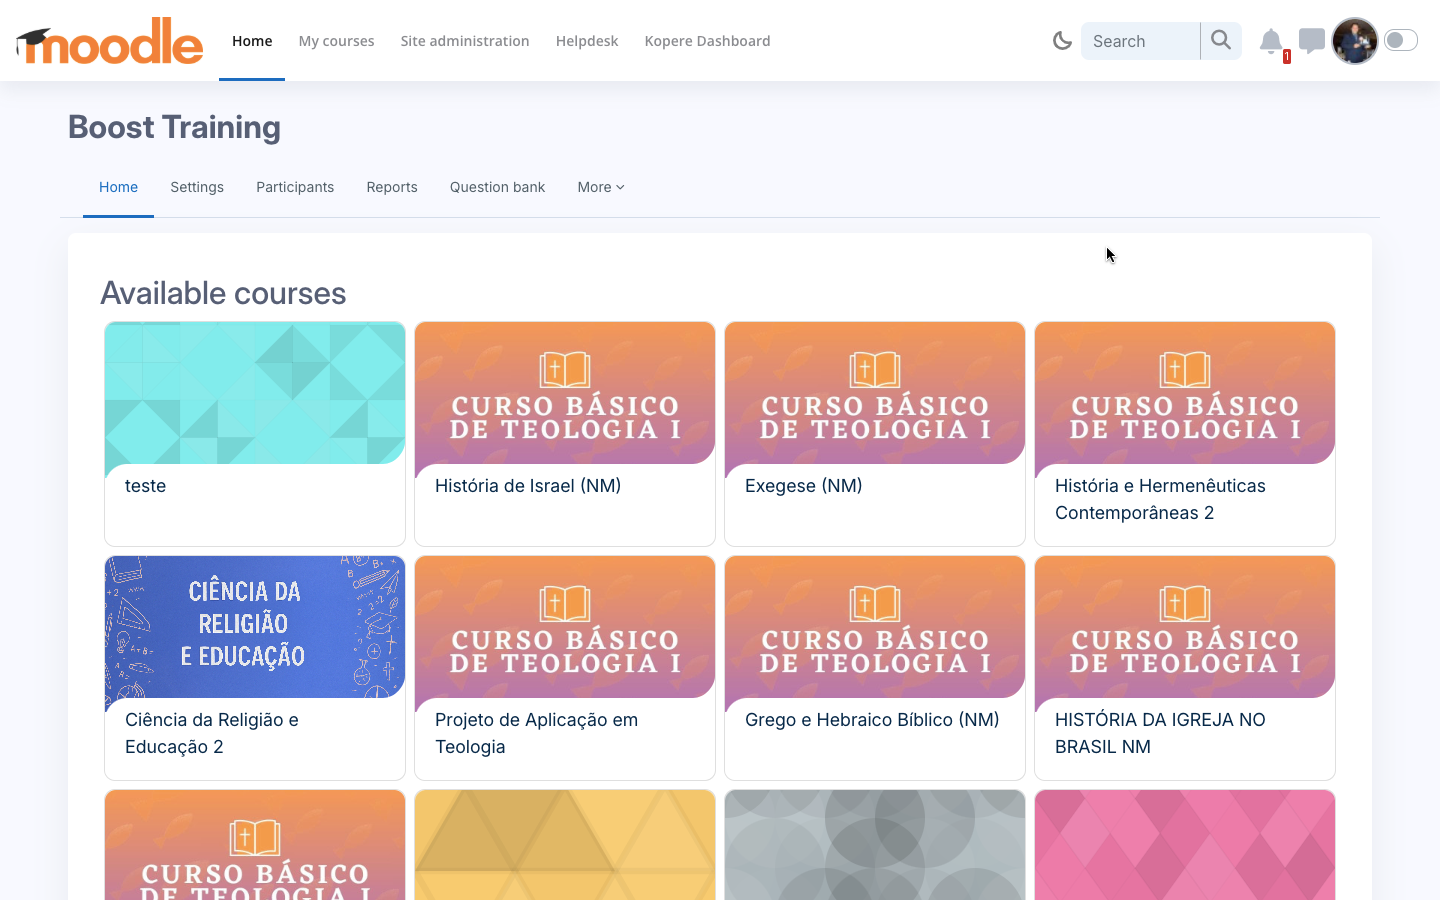 moodle
Home
My courses
Site administration
Helpdesk
Kopere Dashboard
Search
1
Boost Training
Home
Settings
Participants
Reports
Question bank
More
Available courses
CURSO BÁSICO
DE TEOLOGIA I
CURSO BÁSICO
DE TEOLOGIA I
CURSO BÁSICO
DE TEOLOGIA I
teste
História de Israel (NM)
Exegese (NM)
História e Hermenêuticas
Contemporâneas 2
CIÊNCIA DA
RELIGIÃO
E EDUCAÇÃO
CURSO BÁSICO
DE TEOLOGIA I
CURSO BÁSICO
DE TEOLOGIA I
CURSO BÁSICO
DE TEOLOGIA I
Ciência da Religião e
Educação 2
Projeto de Aplicação em
Teologia
Grego e Hebraico Bíblico (NM)
HISTÓRIA DA IGREJA NO
BRASIL NM
CURSO BÁSICO
DE TEOLOGIA I